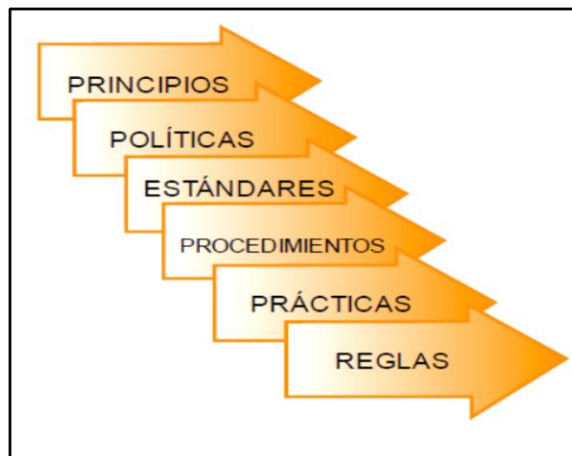 PRINCIPIOS
POLÍTICAS
ESTÁNDARES
PROCEDIMIENTOS
PRÁCTICAS
REGLAS